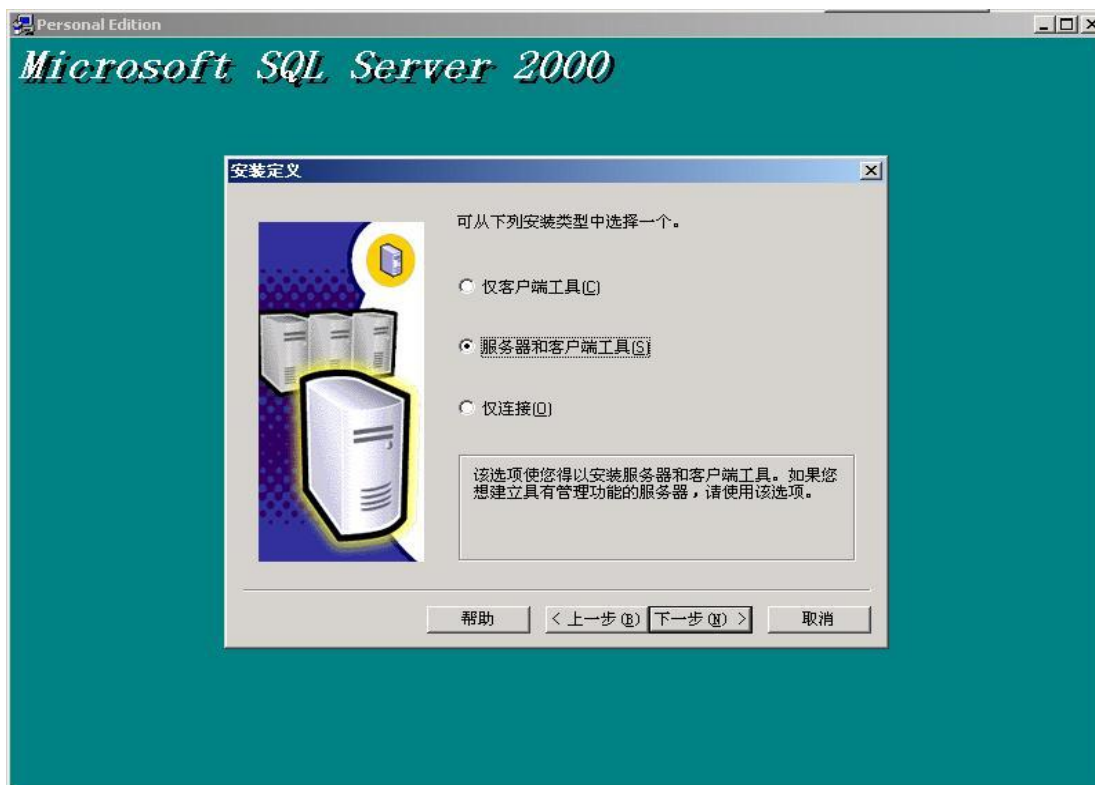 Personal Edition
Microsoft SQL Server 2000
安装定义
可从下列安装类型中选择一个。
仅客户端工具(C)
服务器和客户端工具(S)
仅连接(O)
该选项使您得以安装服务器和客户端工具。如果您
想建立具有管理功能的服务器，请使用该选项。
帮助
< 上一步(B)
下一步(N) >
取消